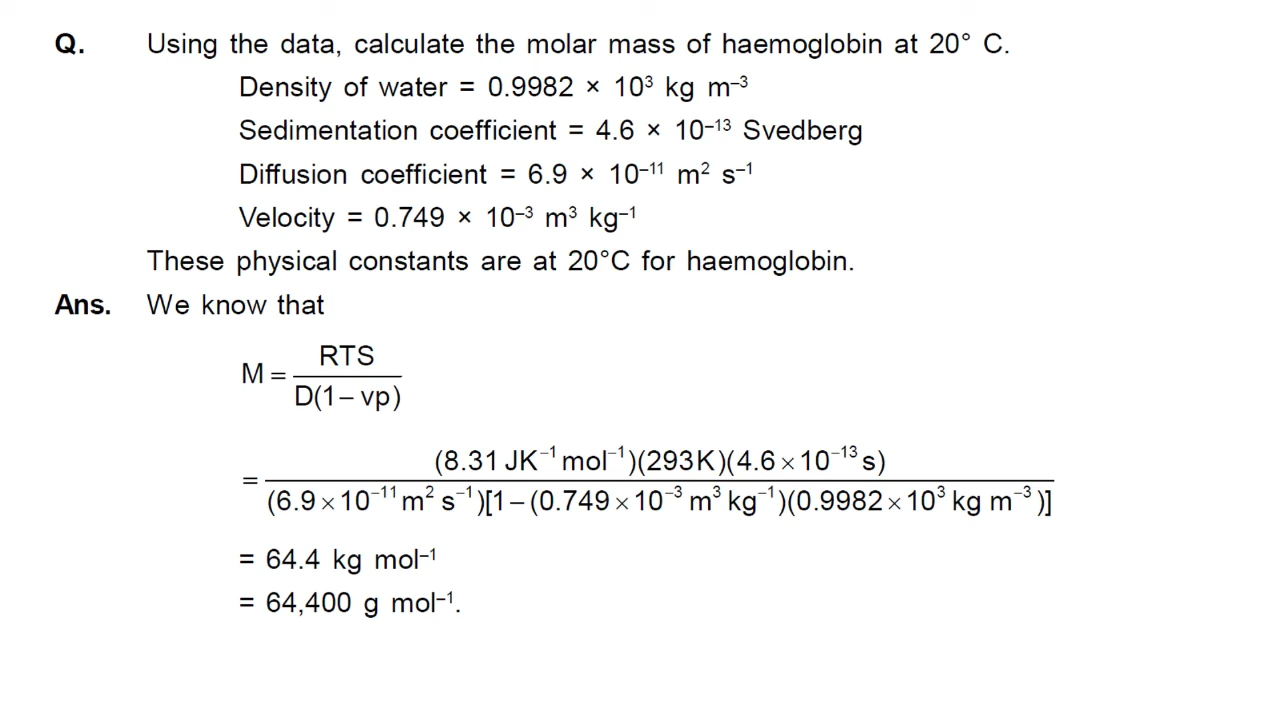 Q. Using the data, calculate the molar mass of haemoglobin at 20° C.
Density of water = 0.9982 × 10³ kg m⁻³
Sedimentation coefficient = 4.6 × 10⁻¹³ Svedberg
Diffusion coefficient = 6.9 × 10⁻¹¹ m² s⁻¹
Velocity = 0.749 × 10⁻³ m³ kg⁻¹
These physical constants are at 20°C for haemoglobin.
Ans. We know that
M = RTS / D(1 – vp)
= (8.31 JK⁻¹ mol⁻¹)(293K)(4.6 × 10⁻¹³ s) / (6.9 × 10⁻¹¹ m² s⁻¹)[1 – (0.749 × 10⁻³ m³ kg⁻¹)(0.9982 × 10³ kg m⁻³)]
= 64.4 kg mol⁻¹
= 64,400 g mol⁻¹.